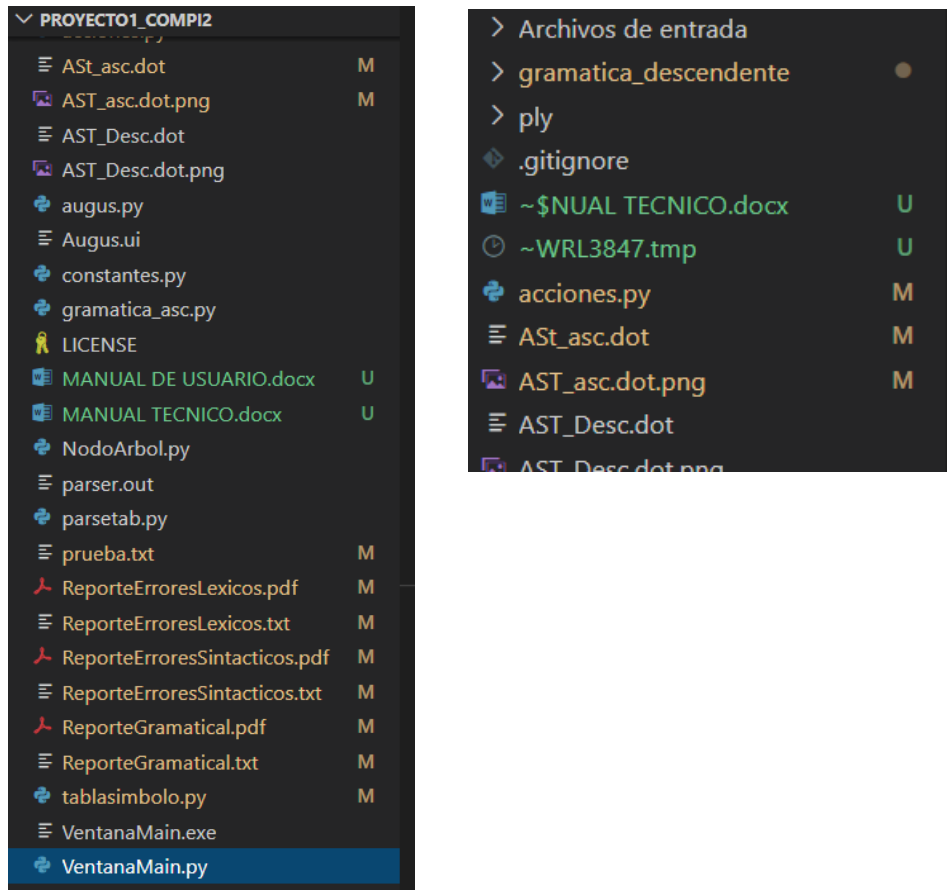 PROYECTO1_COMPI2
ASt_asc.dot M
AST_asc.dot.png M
AST_Desc.dot
AST_Desc.dot.png
augus.py
Augus.ui
constantes.py
gramatica_asc.py
LICENSE
MANUAL DE USUARIO.docx U
MANUAL TECNICO.docx U
NodoArbol.py
parser.out
parsetab.py
prueba.txt M
ReporteErroresLexicos.pdf M
ReporteErroresLexicos.txt M
ReporteErroresSintacticos.pdf M
ReporteErroresSintacticos.txt M
ReporteGramatical.pdf M
ReporteGramatical.txt M
tablasimbolo.py M
VentanaMain.exe
VentanaMain.py
Archivos de entrada
gramatica_descendente
ply
.gitignore
~$NUAL TECNICO.docx U
~WRL3847.tmp U
acciones.py M
ASt_asc.dot M
AST_asc.dot.png M
AST_Desc.dot
AST_Desc.dot.png